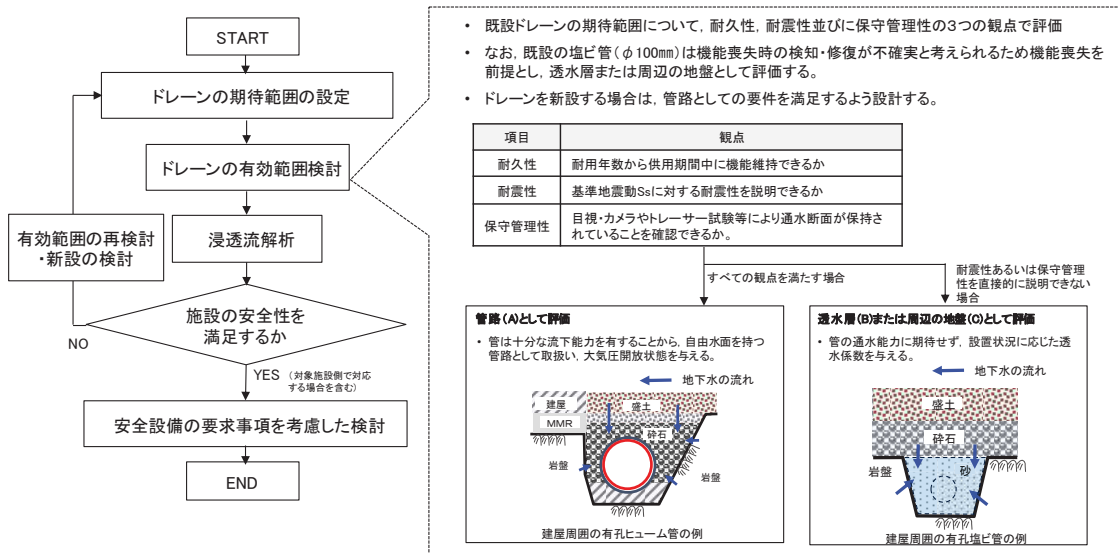 START
ドレーンの期待範囲の設定
ドレーンの有効範囲検討
浸透流解析
有効範囲の再検討
・新設の検討
施設の安全性を
満足するか
NO
YES (対象施設側で対応
する場合を含む)
安全設備の要求事項を考慮した検討
END
• 既設ドレーンの期待範囲について, 耐久性, 耐震性並びに保守管理性の3つの観点で評価
• なお, 既設の塩ビ管(φ100㎜)は機能喪失時の検知・修復が不確実と考えられるため機能喪失を
前提とし, 透水層または周辺の地盤として評価する。
• ドレーンを新設する場合は, 管路としての要件を満足するよう設計する。
項目 観点
耐久性 耐用年数から供用期間中に機能維持できるか
耐震性 基準地震動Ssに対する耐震性を説明できるか
保守管理性 目視・カメラやトレーサー試験等により通水断面が保持さ
れていることを確認できるか。
すべての観点を満たす場合
耐震性あるいは保守管理
性を直接的に説明できない
場合
管路(A)として評価
• 管は十分な流下能力を有することから, 自由水面を持つ
管路として取扱い, 大気圧開放状態を与える。
地下水の流れ
建屋
盛土
MMR
砕石
岩盤
岩盤
建屋周囲の有孔ヒューム管の例
透水層(B)または周辺の地盤(C)として評価
• 管の通水能力に期待せず, 設置状況に応じた透
水係数を与える。
地下水の流れ
盛土
砕石
岩盤
砂
建屋周囲の有孔塩ビ管の例